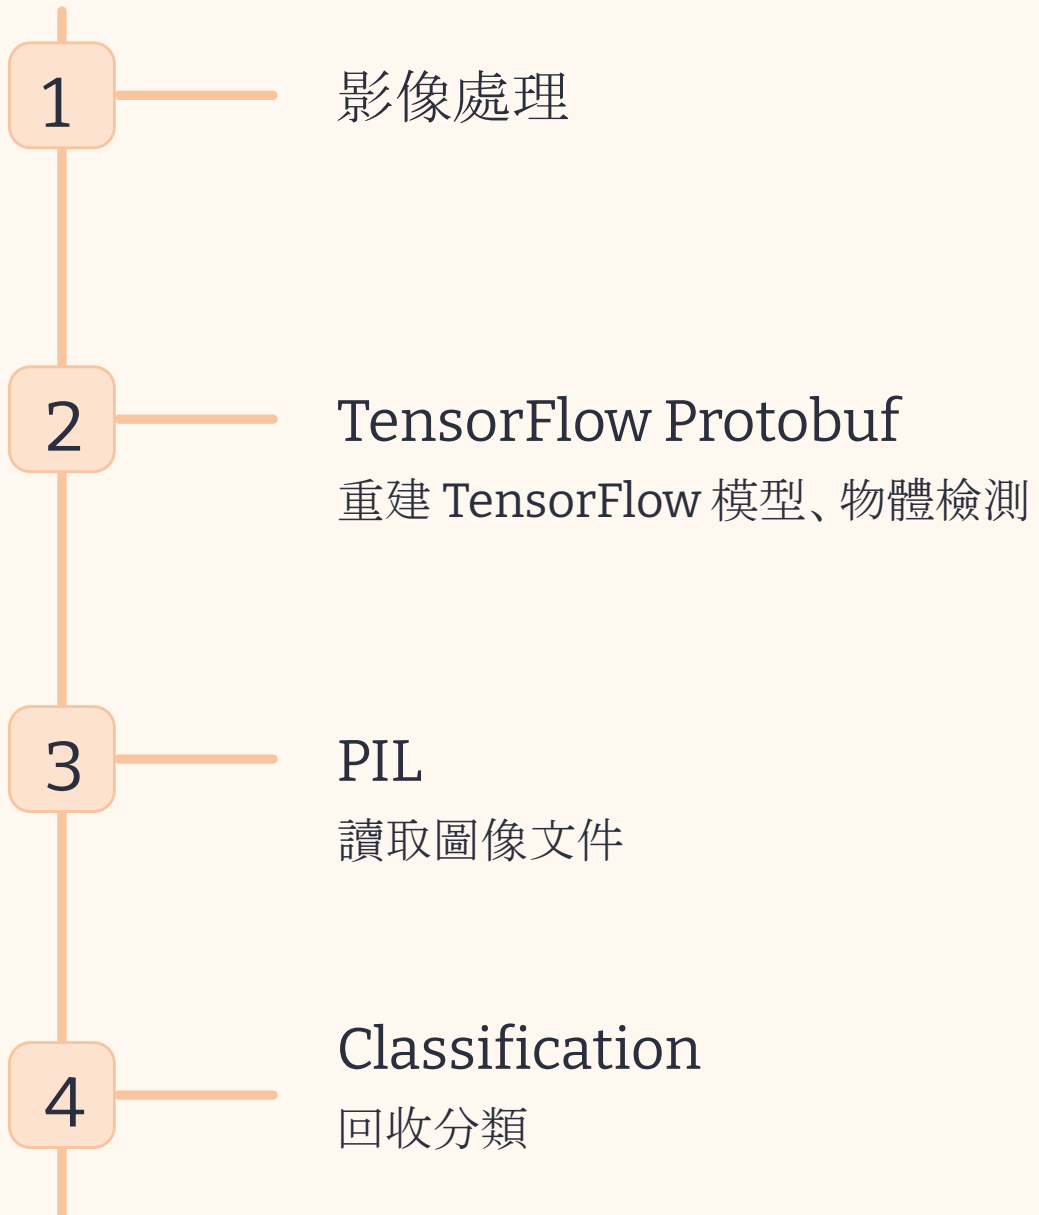 1
影像處理
2
TensorFlow Protobuf
重建 TensorFlow 模型、物體檢測
3
PIL
讀取圖像文件
4
Classification
回收分類